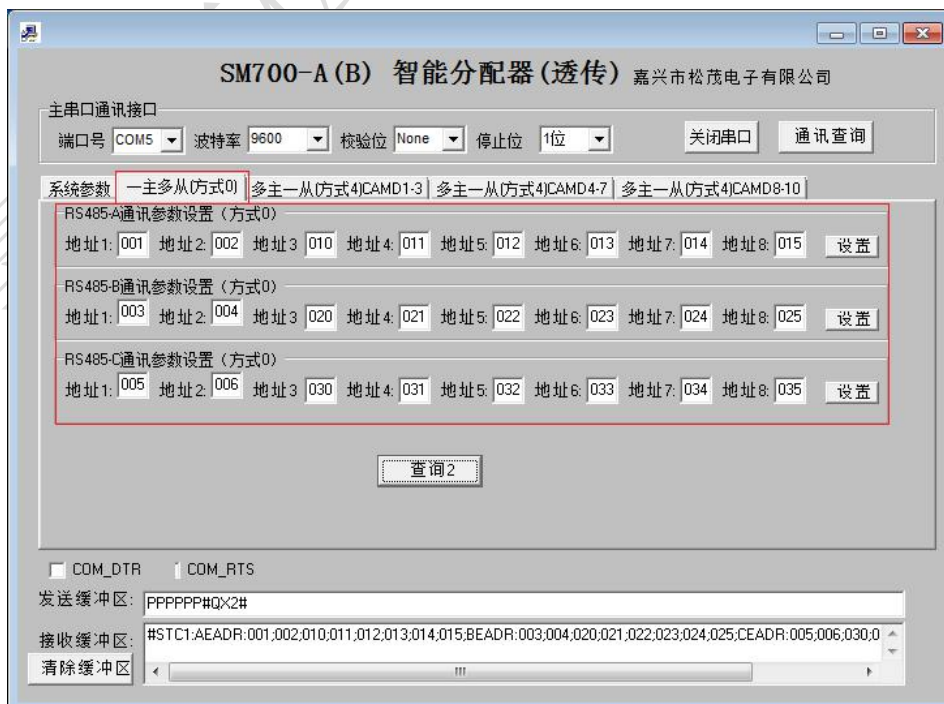 SM700-A(B) 智能分配器(透传) 嘉兴市松茂电子有限公司
主串口通讯接口
端口号 COM5 波特率 9600 校验位 None 停止位 1位 关闭串口 通讯查询
系统参数 一主多从(方式0) 多主一从(方式4)CAMD1-3 多主一从(方式4)CAMD4-7 多主一从(方式4)CAMD8-10
RS485-A通讯参数设置（方式0）
地址1: 001 地址2: 002 地址3 010 地址4: 011 地址5: 012 地址6: 013 地址7: 014 地址8: 015 设置
RS485-B通讯参数设置（方式0）
地址1: 003 地址2: 004 地址3 020 地址4: 021 地址5: 022 地址6: 023 地址7: 024 地址8: 025 设置
RS485-C通讯参数设置（方式0）
地址1: 005 地址2: 006 地址3 030 地址4: 031 地址5: 032 地址6: 033 地址7: 034 地址8: 035 设置
查询2
COM_DTR COM_RTS
发送缓冲区: PPPPPP#QX2#
接收缓冲区: #STC1:AEADR:001;002;010;011;012;013;014;015;BEADR:003;004;020;021;022;023;024;025;CEADR:005;006;030;0
清除缓冲区